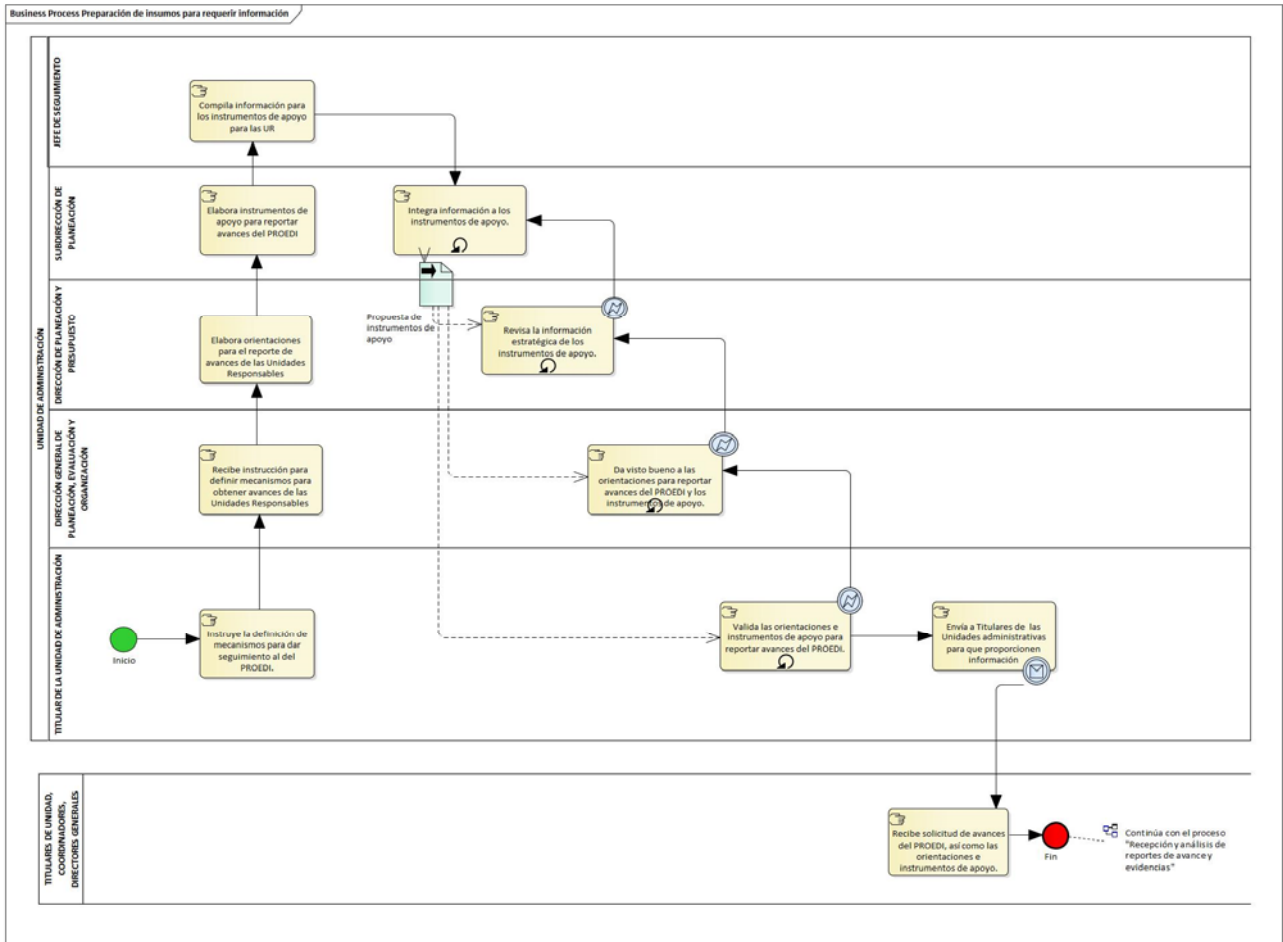 Business Process Preparación de insumos para requerir información
UNIDAD DE ADMINISTRACIÓN
JEFE DE SEGUIMIENTO
Compila información para
los instrumentos de apoyo
para las UR
SUBDIRECCIÓN DE
PLANEACIÓN
Elabora instrumentos de
apoyo para reportar
avances del PROEDI
Integra información a los
instrumentos de apoyo.
DIRECCIÓN DE PLANEACIÓN Y
PRESUPUESTO
Elabora orientaciones
para el reporte de
avances de las Unidades
Responsables
Propuesta de
instrumentos de
apoyo
Revisa la información
estratégica de los
instrumentos de apoyo.
DIRECCIÓN GENERAL DE
PLANEACIÓN, EVALUACIÓN Y
ORGANIZACIÓN
Recibe instrucción para
definir mecanismos para
obtener avances de las
Unidades Responsables
Da visto bueno a las
orientaciones para reportar
avances del PROEDI y los
instrumentos de apoyo.
TITULAR DE LA UNIDAD DE ADMINISTRACIÓN
Inicio
Instruye la definición de
mecanismos para dar
seguimiento al del
PROEDI.
Valida las orientaciones e
instrumentos de apoyo para
reportar avances del PROEDI.
Envía a Titulares de las
Unidades administrativas
para que proporcionen
información
TITULARES DE UNIDAD,
COORDINADORES,
DIRECTORES GENERALES
Recibe solicitud de avances
del PROEDI, así como las
orientaciones e
instrumentos de apoyo.
Fin
Continúa con el proceso
"Recepción y análisis de
reportes de avance y
evidencias"